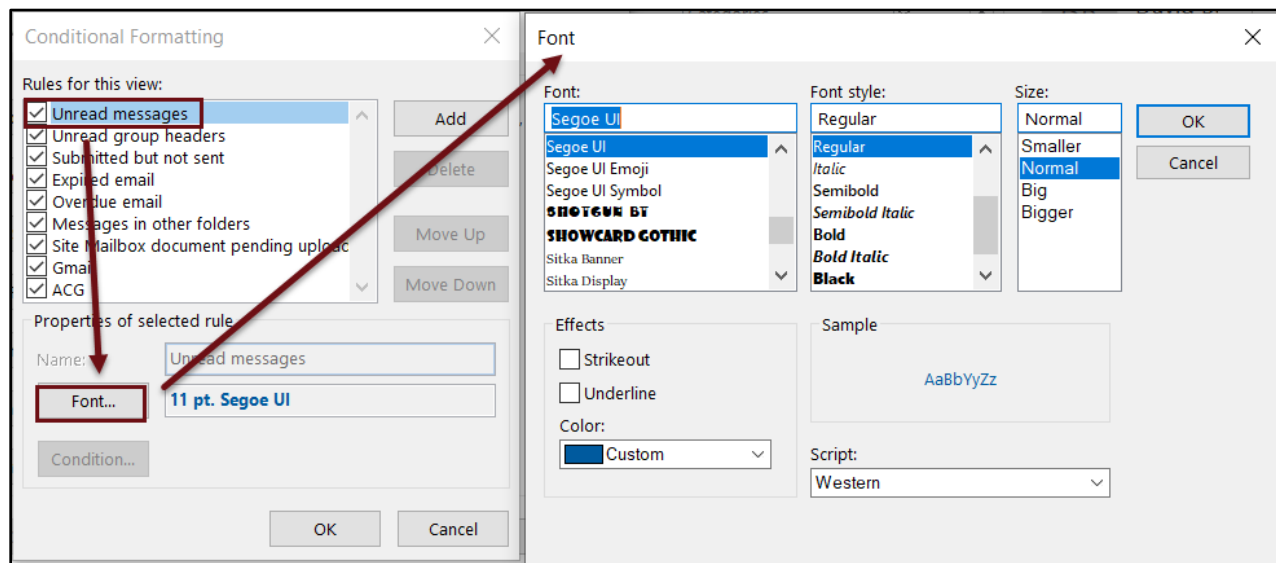 Conditional Formatting
Rules for this view:
Unread messages
Unread group headers
Submitted but not sent
Expired email
Overdue email
Messages in other folders
Site Mailbox document pending uploac
Gmail
ACG
Add
Delete
Move Up
Move Down
Properties of selected rule
Name:
Unread messages
Font...
11 pt. Segoe UI
Condition...
OK
Cancel
Font
Font:
Segoe UI
Segoe UI
Segoe UI Emoji
Segoe UI Symbol
SHOTGUN BT
SHOWCARD GOTHIC
Sitka Banner
Sitka Display
Font style:
Regular
Regular
Italic
Semibold
Semibold Italic
Bold
Bold Italic
Black
Size:
Normal
Smaller
Normal
Big
Bigger
OK
Cancel
Effects
Strikeout
Underline
Color:
Custom
Sample
AaBbYyZz
Script:
Western